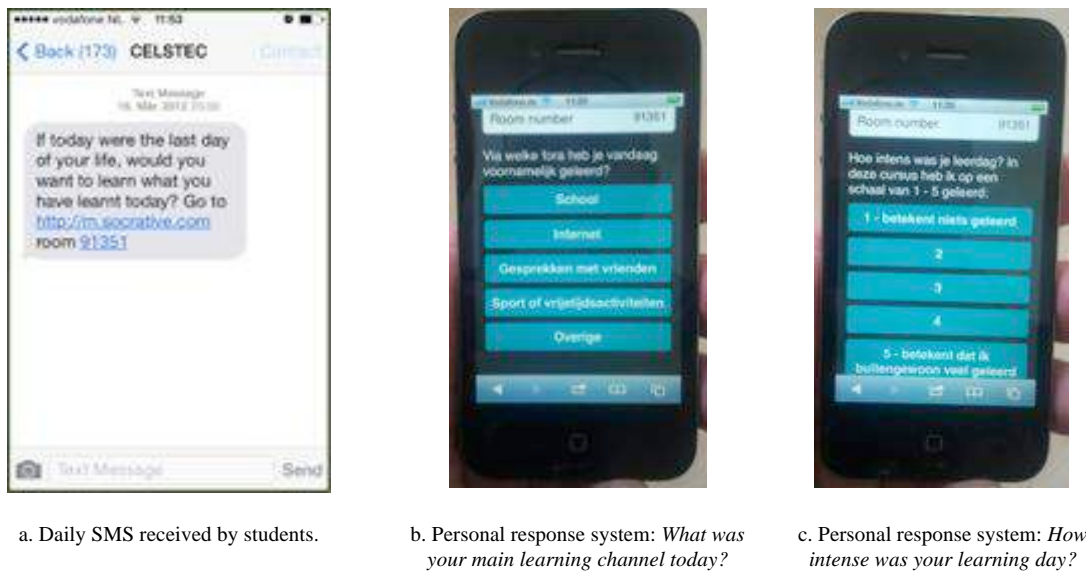 vodafone NL 11:53
Back (173) CELSTEC Contact
Text Message
If today were the last day
of your life, would you
want to learn what you
have learnt today? Go to
http://m.socrative.com
room 91351
Text Message Send
a. Daily SMS received by students.
11:20
Room number 91351
Via welke fora heb je vandaag
voornamelijk geleerd?
School
Internet
Gesprekken met vrienden
Sport of vrijetijdsactiviteiten
Overige
b. Personal response system: What was
your main learning channel today?
Room number 91351
Hoe intens was je leerdag? In
deze cursus heb ik op een
schaal van 1 - 5 geleerd:
1 - betekent niets geleerd
2
3
4
5 - betekent dat ik
buitengewoon veel geleerd
c. Personal response system: How
intense was your learning day?